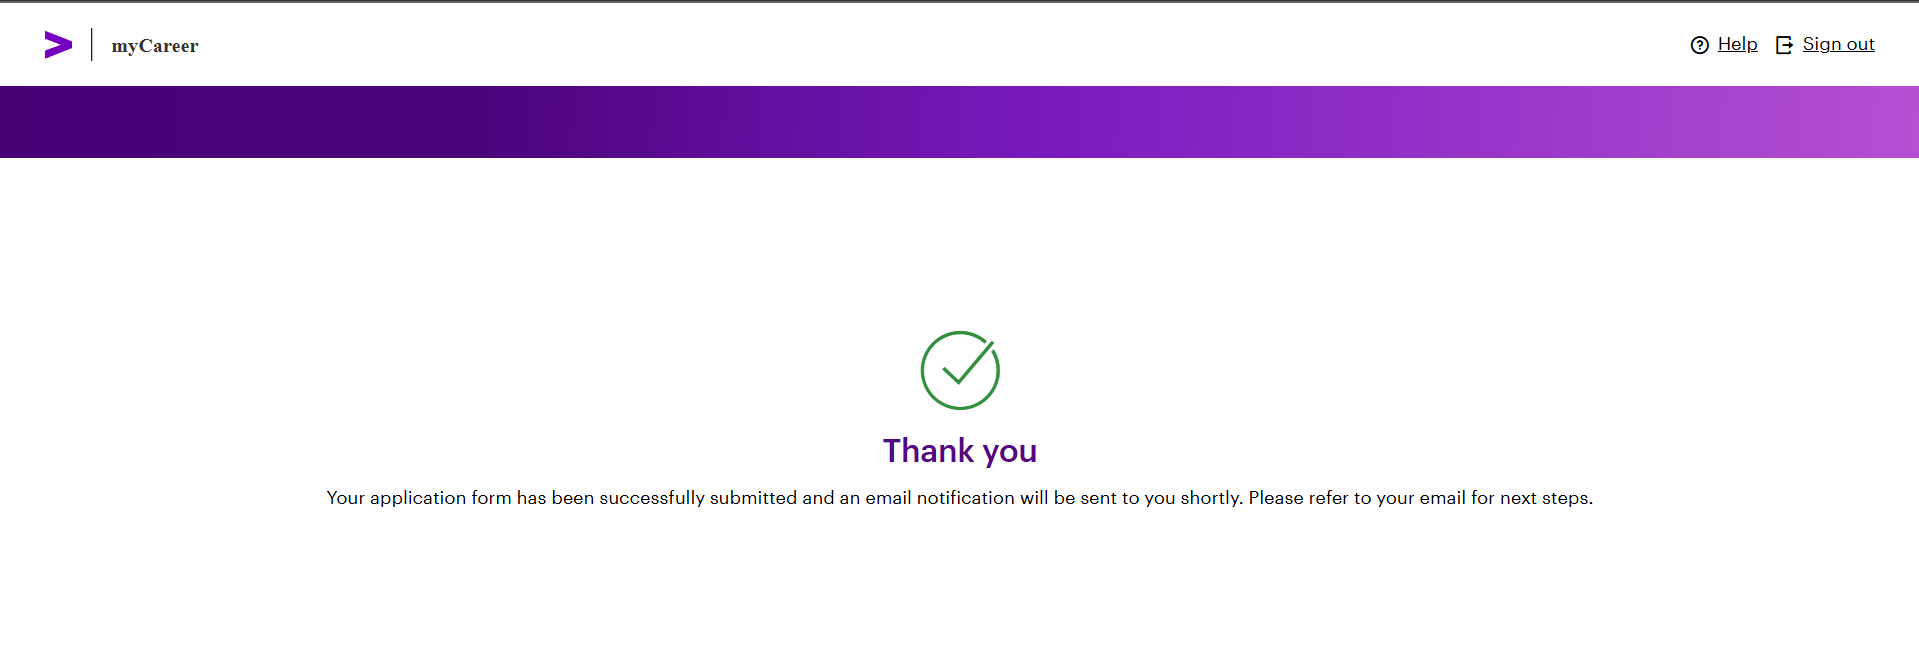 myCareer
Help
Sign out
Thank you
Your application form has been successfully submitted and an email notification will be sent to you shortly. Please refer to your email for next steps.